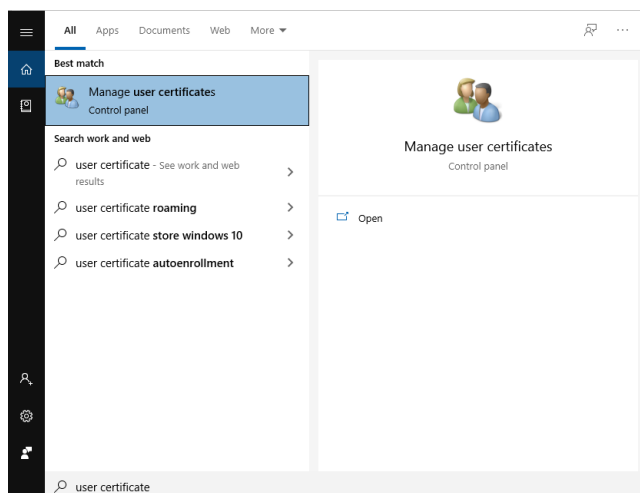 All Apps Documents Web More
Best match
Manage user certificates
Control panel
Search work and web
user certificate - See work and web
results
user certificate roaming
user certificate store windows 10
user certificate autoenrollment
Manage user certificates
Control panel
Open
user certificate